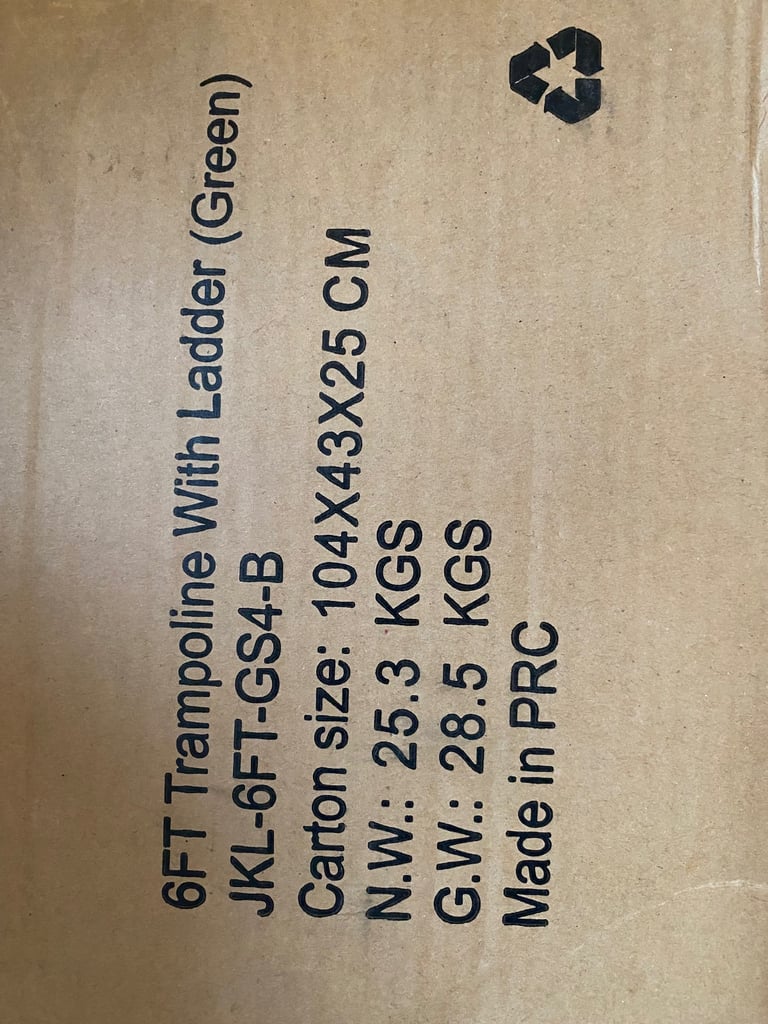 6FT Trampoline With Ladder (Green)
JKL-6FT-GS4-B
Carton size: 104X43X25 CM
N.W.: 25.3 KGS
G.W.: 28.5 KGS
Made in PRC